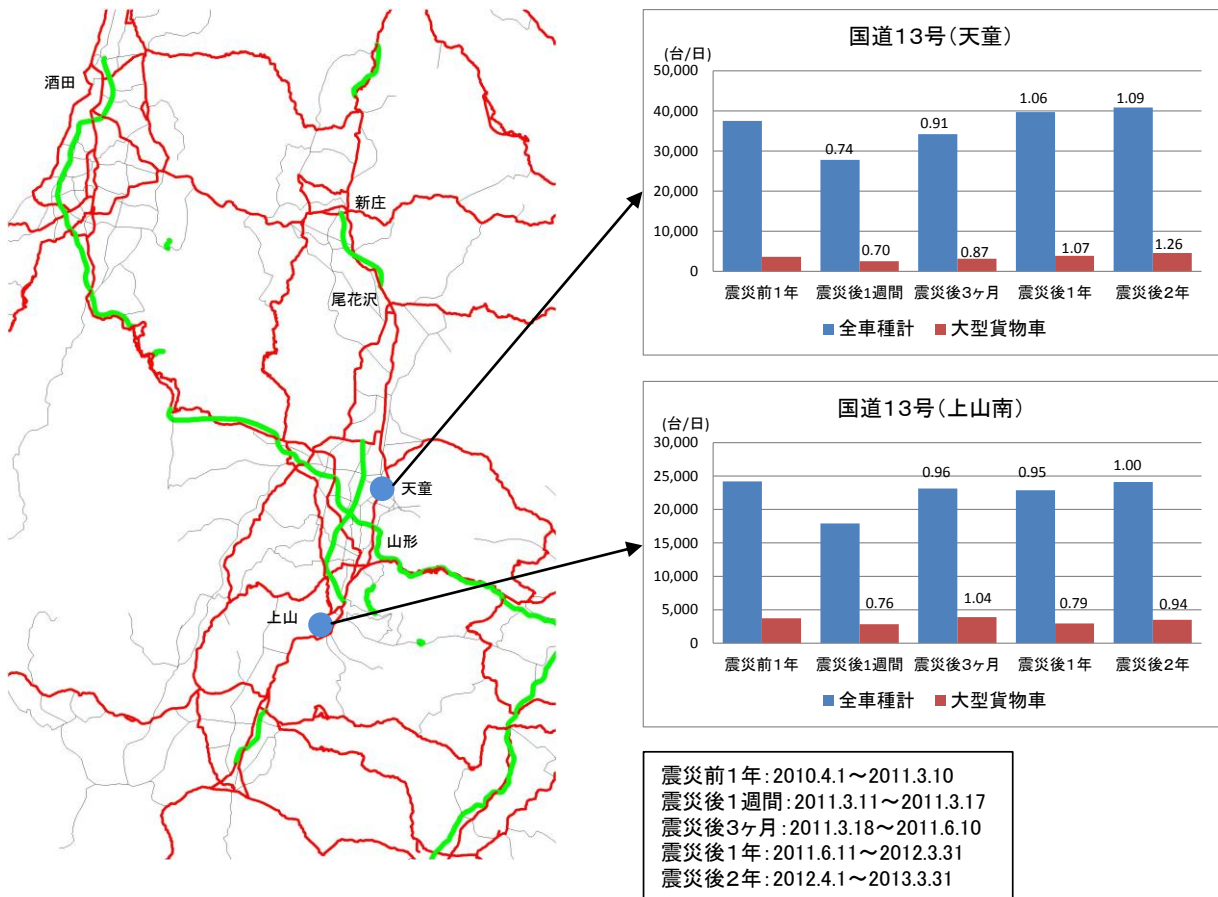 酒田
新庄
尾花沢
天童
山形
上山
国道13号(天童)
(台/日)
50,000
40,000
30,000
20,000
10,000
0
1.06
1.09
0.91
0.74
0.70
0.87
1.07
1.26
震災前1年 震災後1週間 震災後3ヶ月 震災後1年 震災後2年
全車種計 大型貨物車
国道13号(上山南)
(台/日)
30,000
25,000
20,000
15,000
10,000
5,000
0
0.96
0.95
1.00
0.76
1.04
0.79
0.94
震災前1年 震災後1週間 震災後3ヶ月 震災後1年 震災後2年
全車種計 大型貨物車
震災前1年:2010.4.1～2011.3.10
震災後1週間:2011.3.11～2011.3.17
震災後3ヶ月:2011.3.18～2011.6.10
震災後1年:2011.6.11～2012.3.31
震災後2年:2012.4.1～2013.3.31